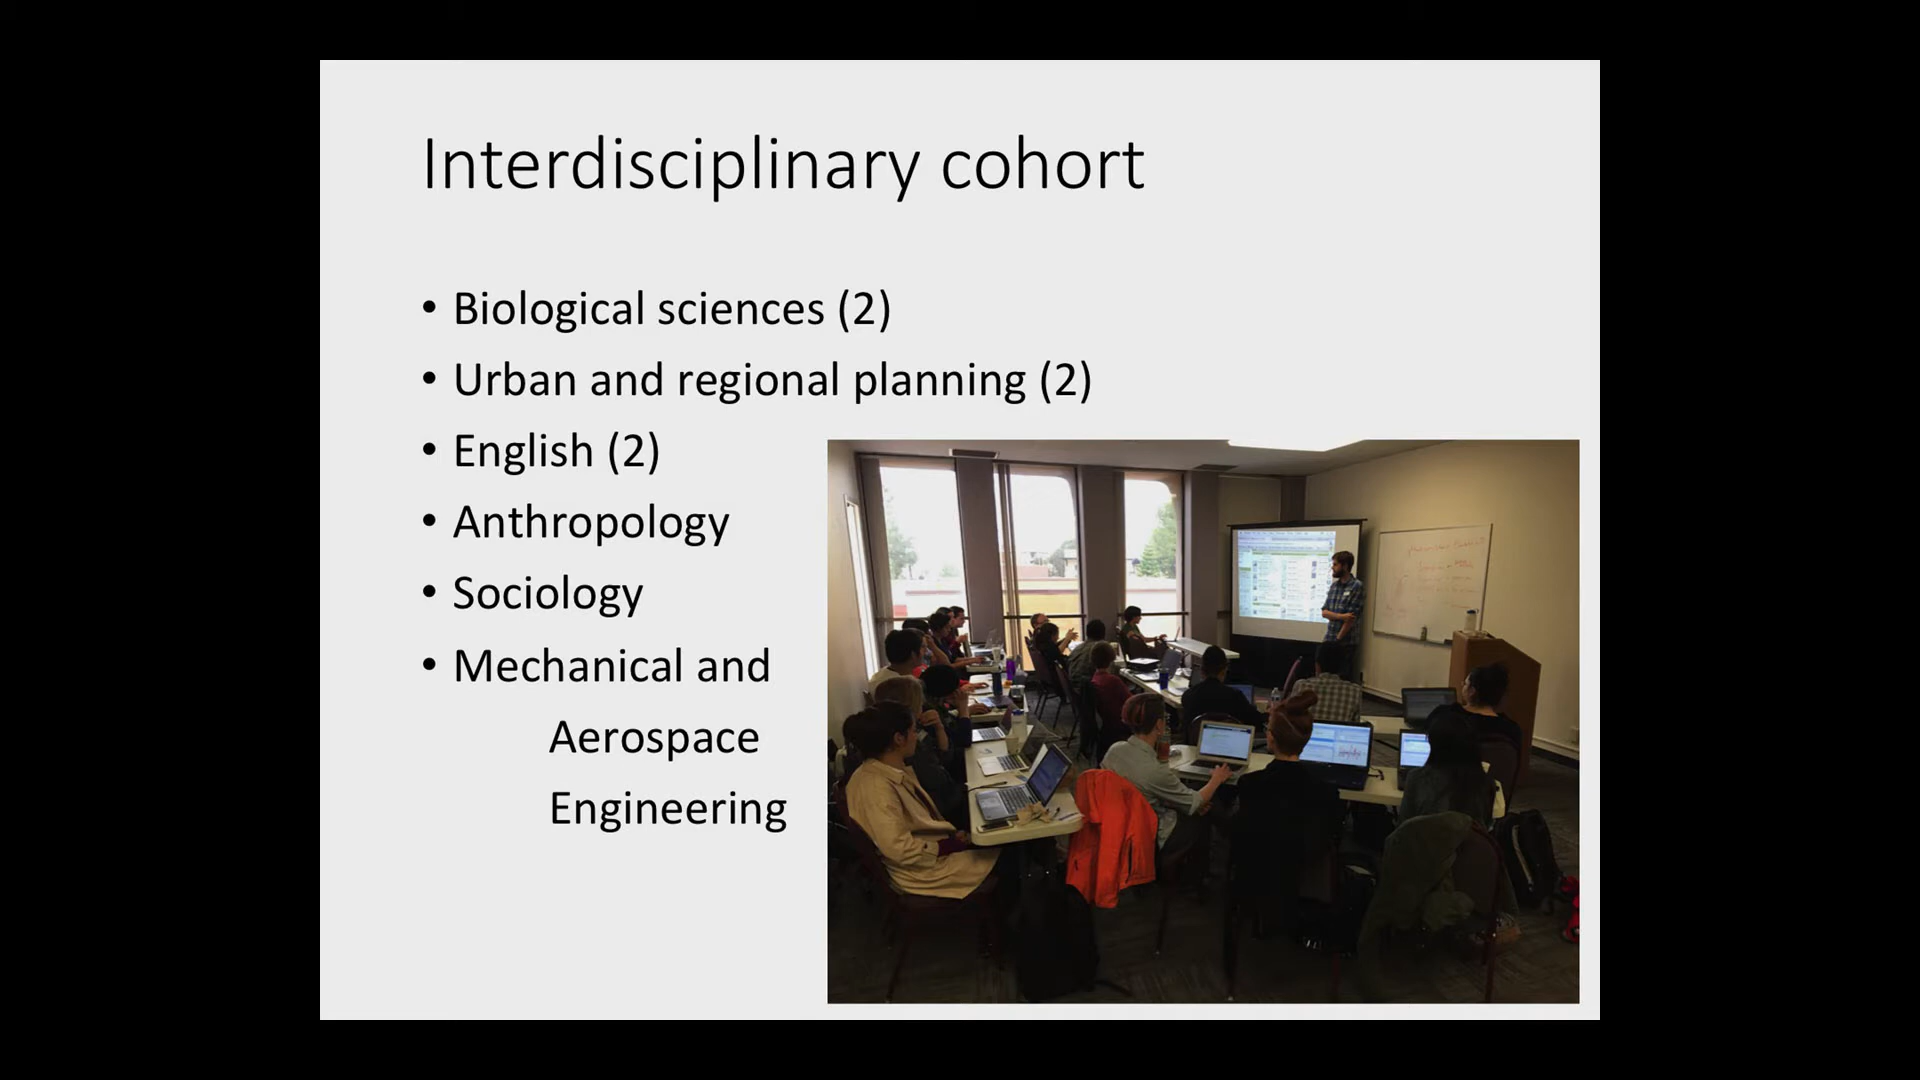 Interdisciplinary cohort
• Biological sciences (2)
• Urban and regional planning (2)
• English (2)
• Anthropology
• Sociology
• Mechanical and
Aerospace
Engineering